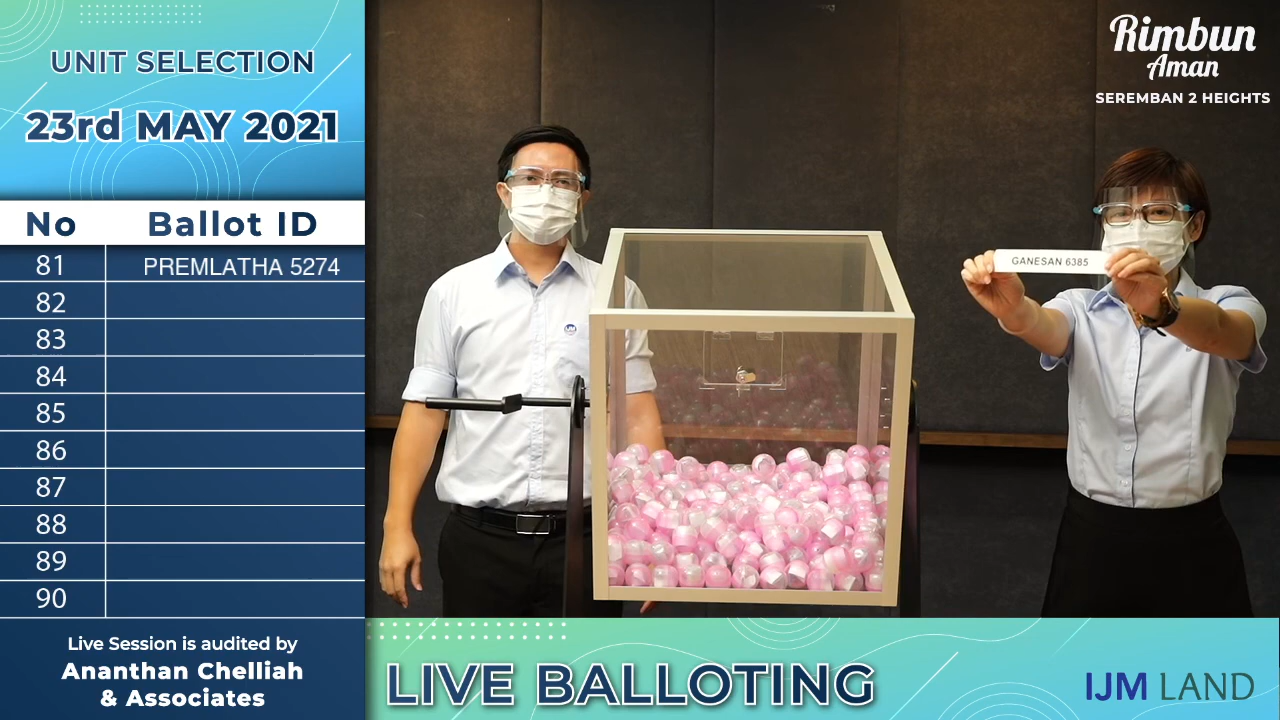 UNIT SELECTION
23rd MAY 2021
No Ballot ID
81 PREMLATHA 5274
82
83
84
85
86
87
88
89
90
Live Session is audited by
Ananthan Chelliah
& Associates
Rimbun
Aman
SEREMBAN 2 HEIGHTS
GANESAN 6385
IJM
LIVE BALLOTING
IJM LAND